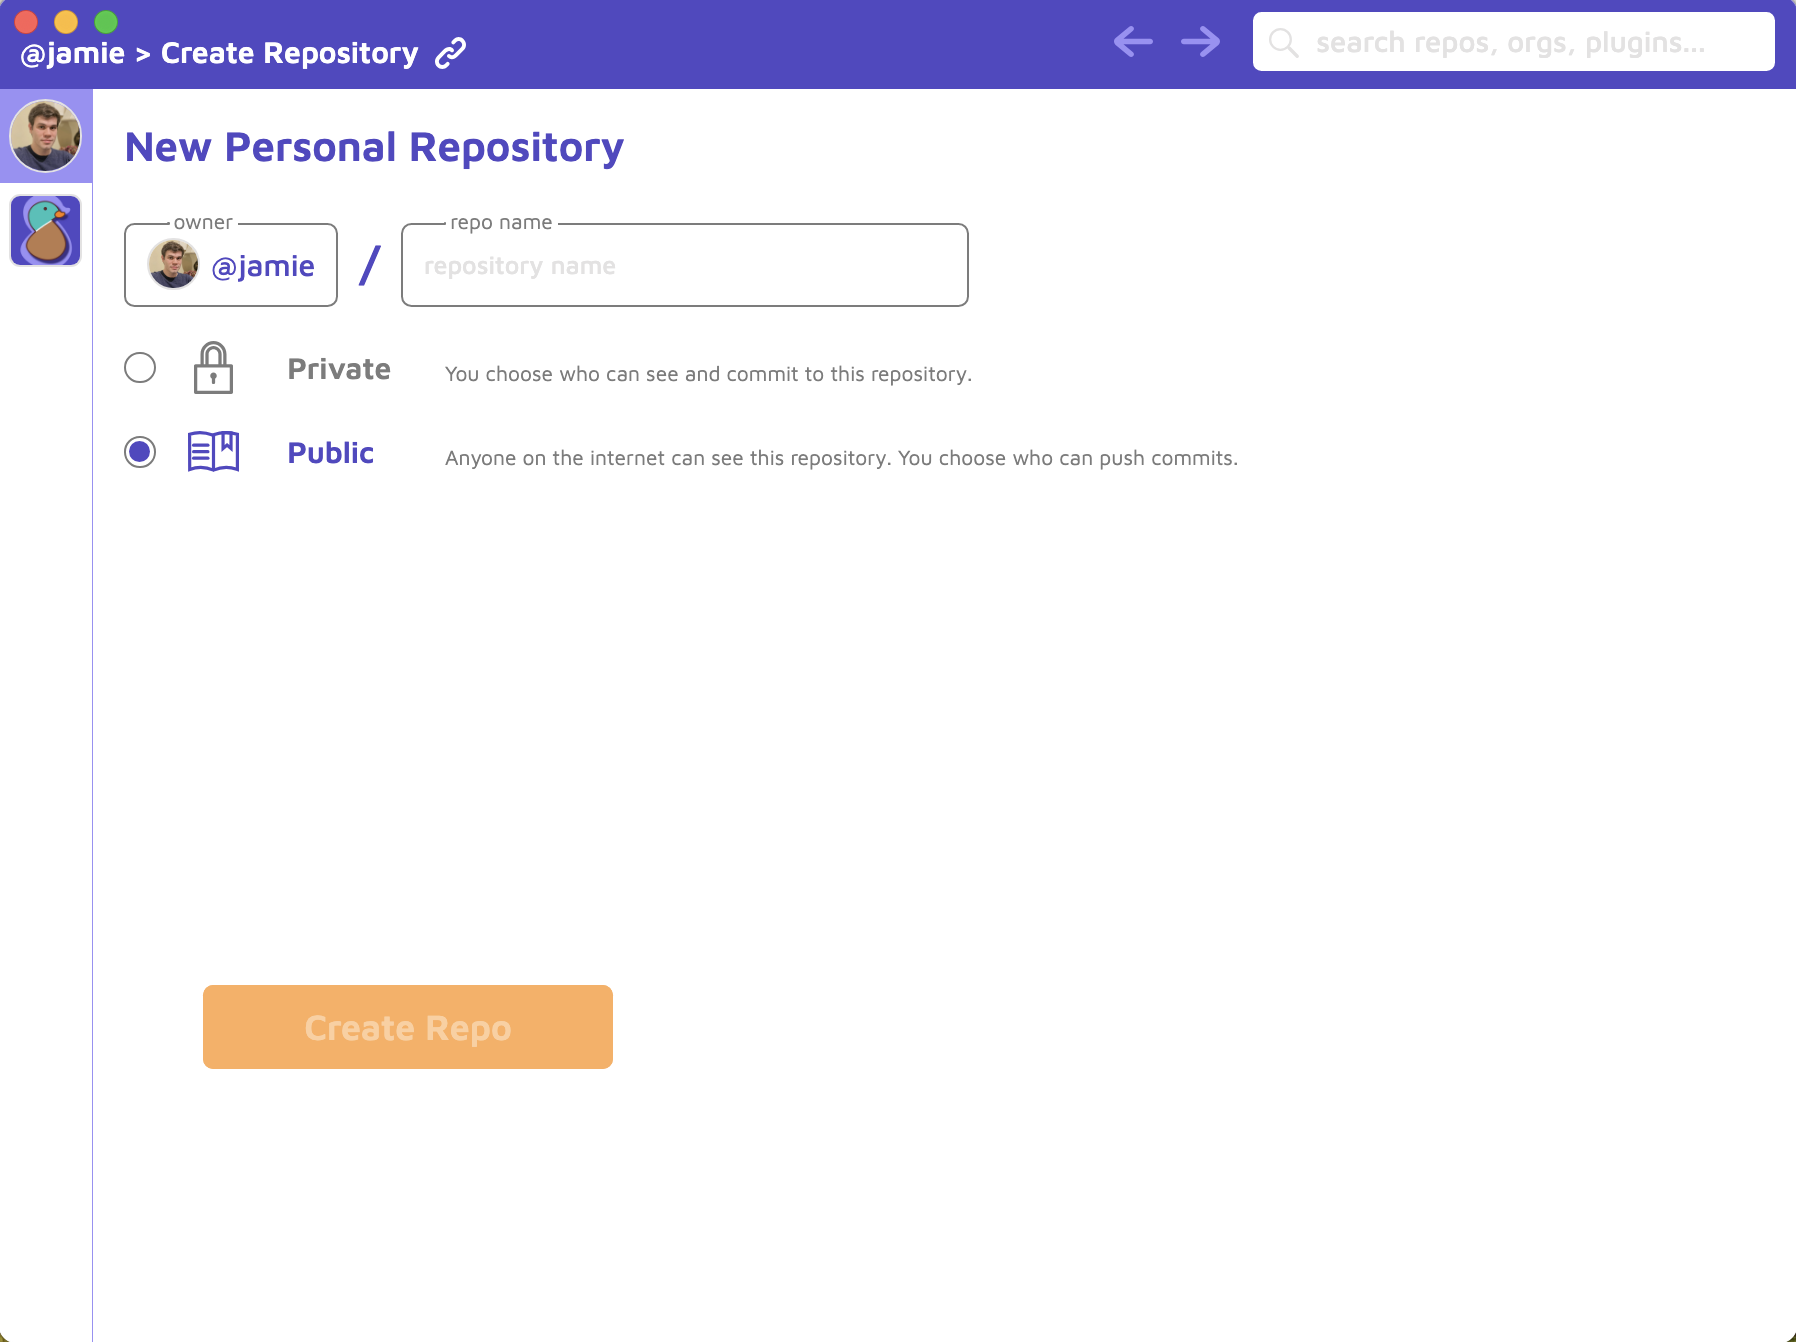 @jamie > Create Repository
search repos, orgs, plugins...
New Personal Repository
owner
@jamie
/
repo name
repository name
Private
You choose who can see and commit to this repository.
Public
Anyone on the internet can see this repository. You choose who can push commits.
Create Repo